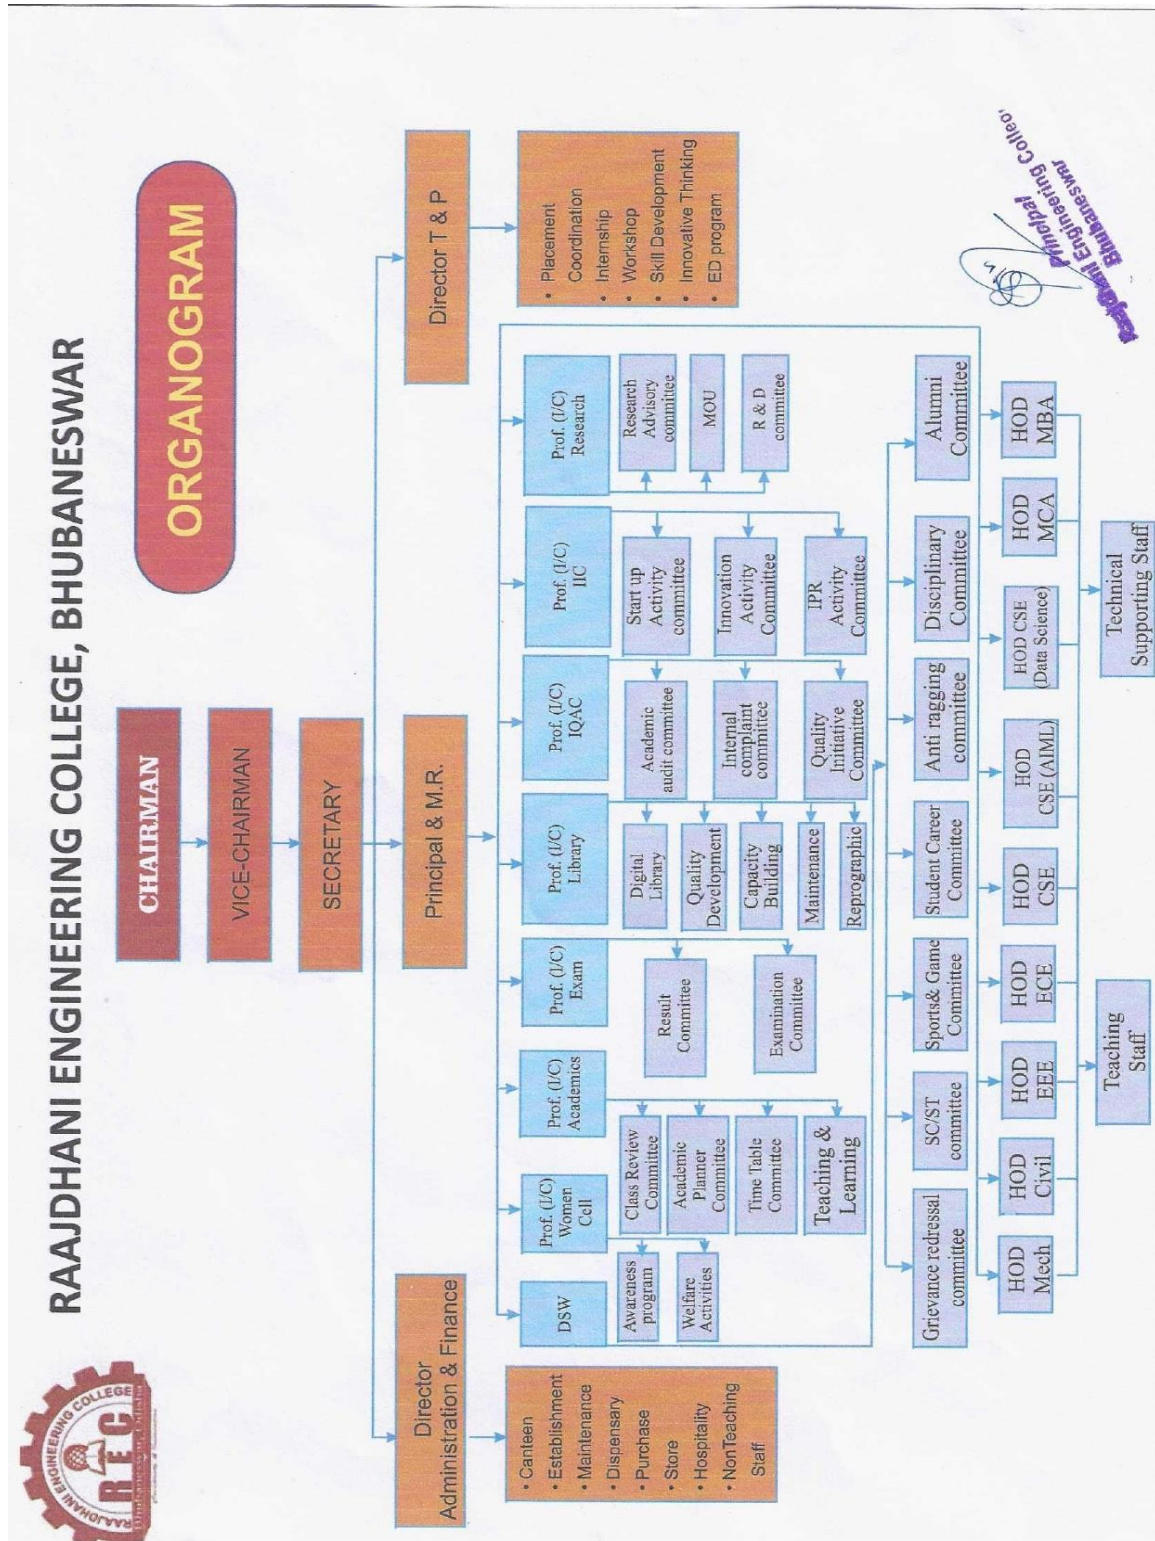 RAAJDHANI ENGINEERING COLLEGE, BHUBANESWAR
RAAJDHANI ENGINEERING COLLEGE
R E C
ORGANOGRAM
CHAIRMAN
VICE-CHAIRMAN
SECRETARY
Director
Administration & Finance
Principal & M.R.
Director T & P
• Canteen
• Establishment
• Maintenance
• Dispensary
• Purchase
• Store
• Hospitality
• NonTeaching
Staff
• Placement
Coordination
• Internship
• Workshop
• Skill Development
• Innovative Thinking
• ED program
DSW
Prof. (I/C)
Women
Cell
Prof. (I/C)
Academics
Prof. (I/C)
Exam
Prof. (I/C)
Library
Prof. (I/C)
IQAC
Prof. (I/C)
IIC
Prof. (I/C)
Research
Awareness
program
Welfare
Activities
Class Review
Committee
Academic
Planner
Committee
Time Table
Committee
Teaching &
Learning
Result
Committee
Examination
Committee
Digital
Library
Quality
Development
Capacity
Building
Maintenance
Reprographic
Academic
audit committee
Internal
complaint
committee
Quality
Initiative
Committee
Start up
Activity
committee
Innovation
Activity
Committee
IPR
Activity
Committee
Research
Advisory
committee
MOU
R & D
committee
Grievance redressal
committee
SC/ST
committee
Sports& Game
Committee
Student Career
Committee
Anti ragging
committee
Disciplinary
Committee
Alumni
Committee
HOD
Mech
HOD
Civil
HOD
EEE
HOD
ECE
HOD
CSE
HOD
CSE (AIML)
HOD CSE
(Data Science)
HOD
MCA
HOD
MBA
Teaching
Staff
Technical
Supporting Staff
Principal
Engineering
Bhubaneswar